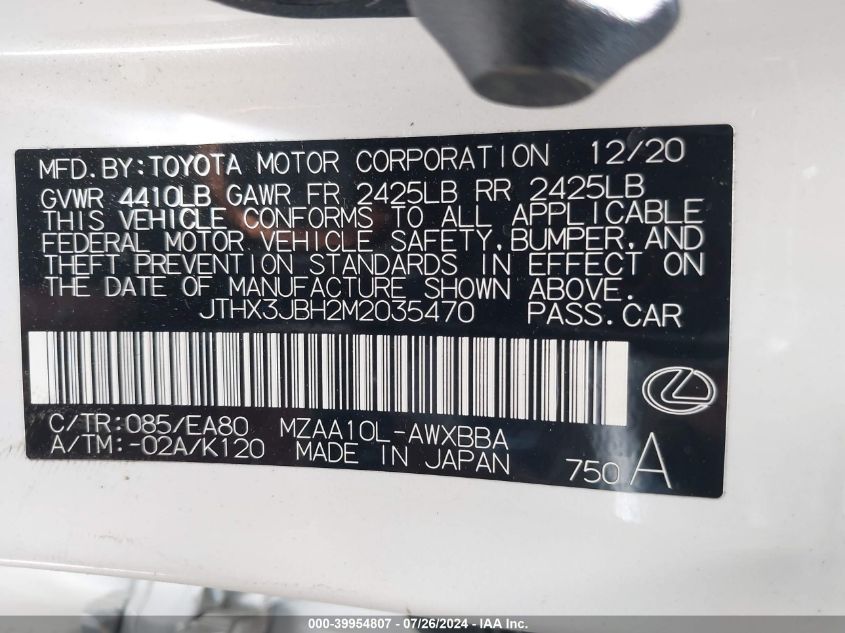 MFD. BY: TOYOTA MOTOR CORPORATION 12/20
GVWR 4410LB GAWR FR 2425LB RR 2425LB
THIS VEHICLE CONFORMS TO ALL APPLICABLE
FEDERAL MOTOR VEHICLE SAFETY, BUMPER, AND
THEFT PREVENTION STANDARDS IN EFFECT ON
THE DATE OF MANUFACTURE SHOWN ABOVE.
JTHX3JBH2M2035470 PASS. CAR
C/TR: 085/EA80 MZAA10L-AWXBBA
A/TM: -02A/K120 MADE IN JAPAN 750 A
000-39954807 - 07/26/2024 - IAA Inc.